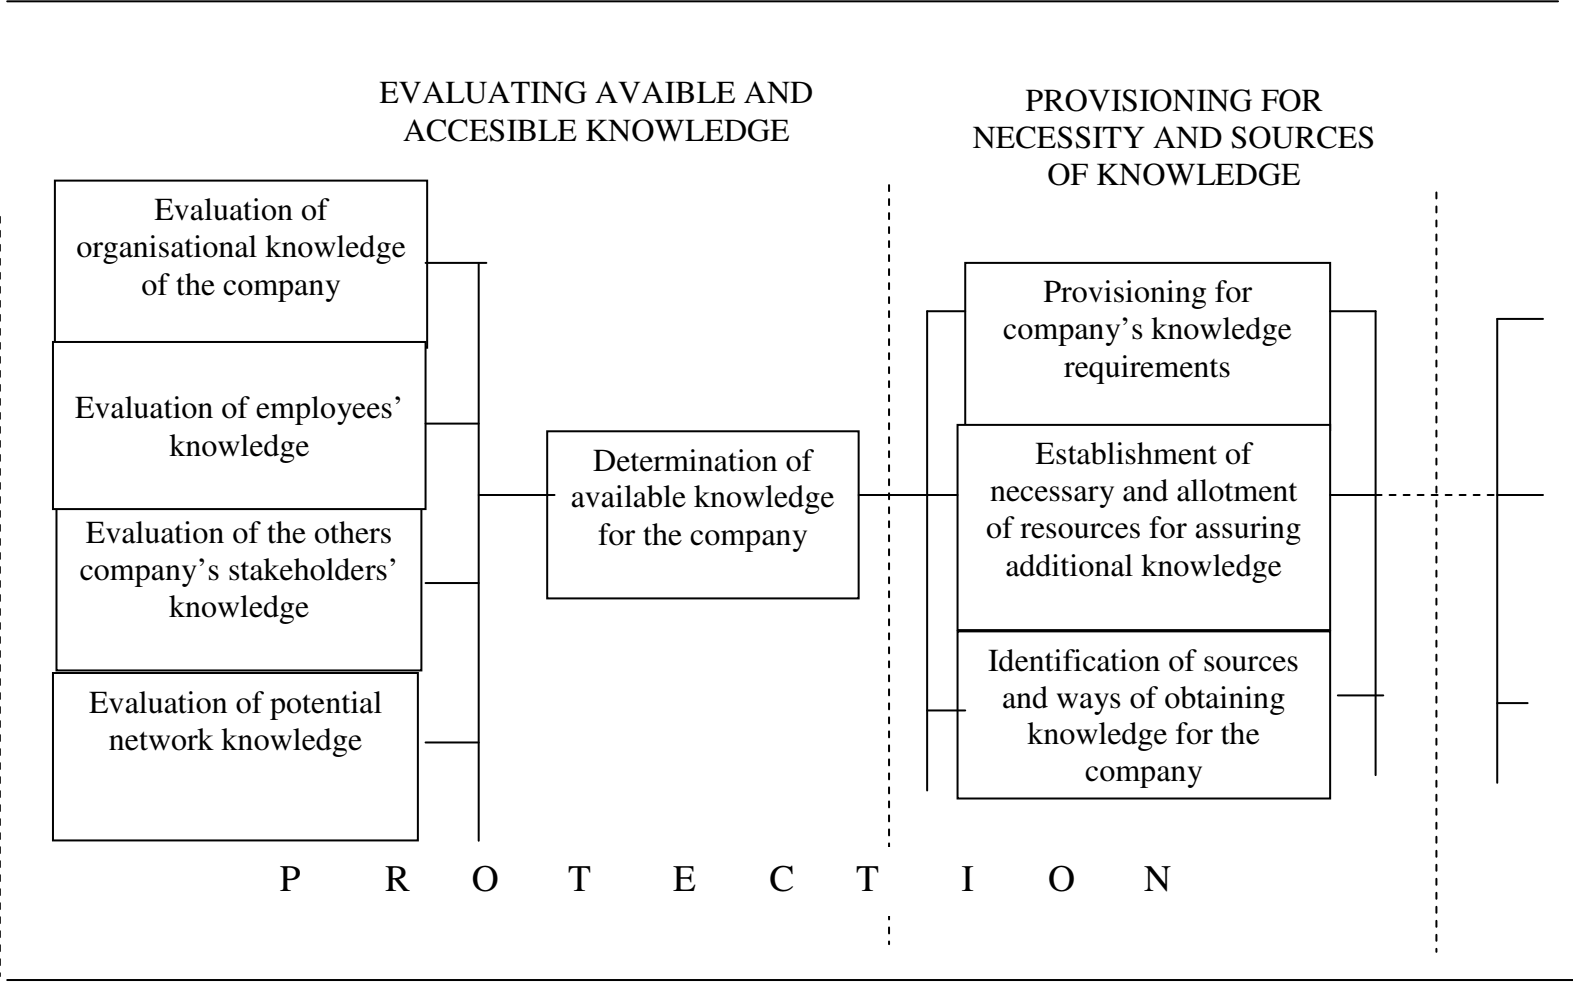 EVALUATING AVAIBLE AND
ACCESIBLE KNOWLEDGE
PROVISIONING FOR
NECESSITY AND SOURCES
OF KNOWLEDGE
Evaluation of
organisational knowledge
of the company
Evaluation of employees’
knowledge
Evaluation of the others
company’s stakeholders’
knowledge
Evaluation of potential
network knowledge
Determination of
available knowledge
for the company
Provisioning for
company’s knowledge
requirements
Establishment of
necessary and allotment
of resources for assuring
additional knowledge
Identification of sources
and ways of obtaining
knowledge for the
company
P R O T E C T I O N